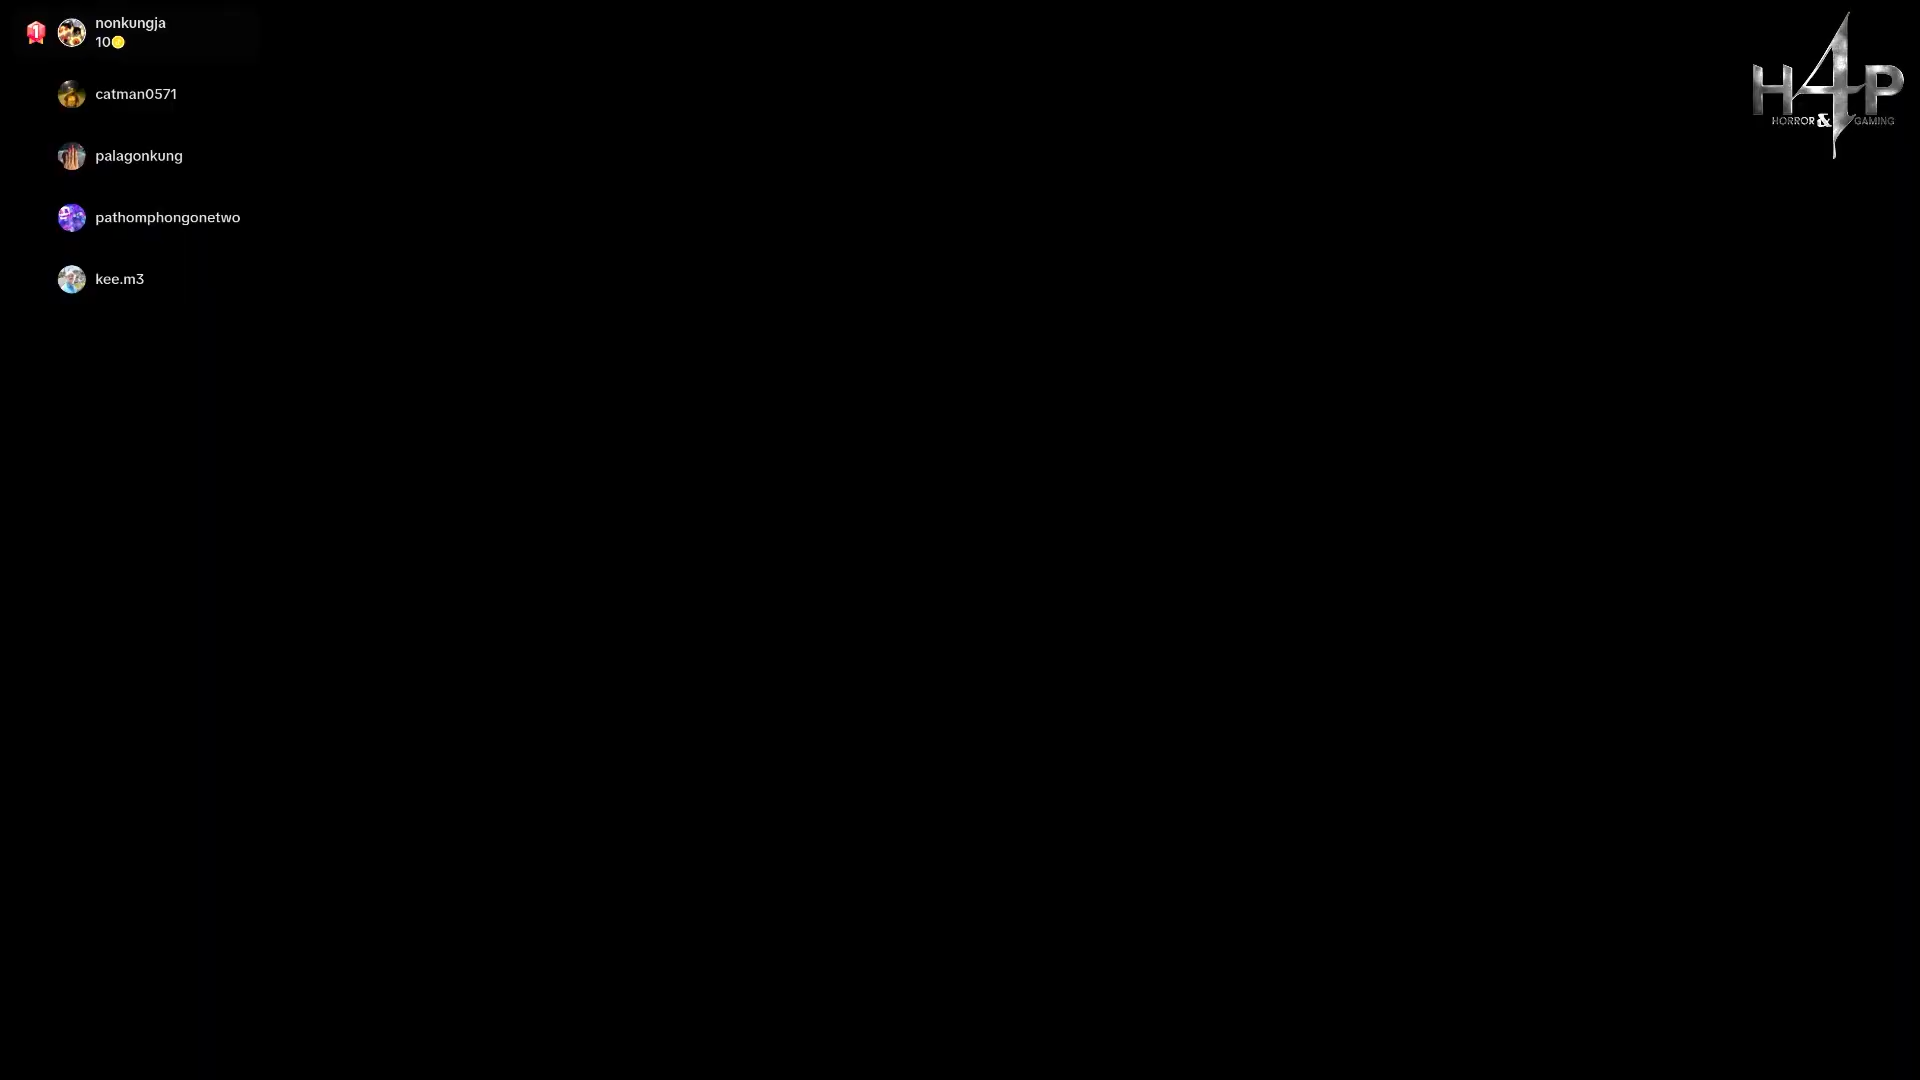 1
nonkungja
10
catman0571
palagonkung
pathomphongonetwo
kee.m3
H4P
HORROR & GAMING